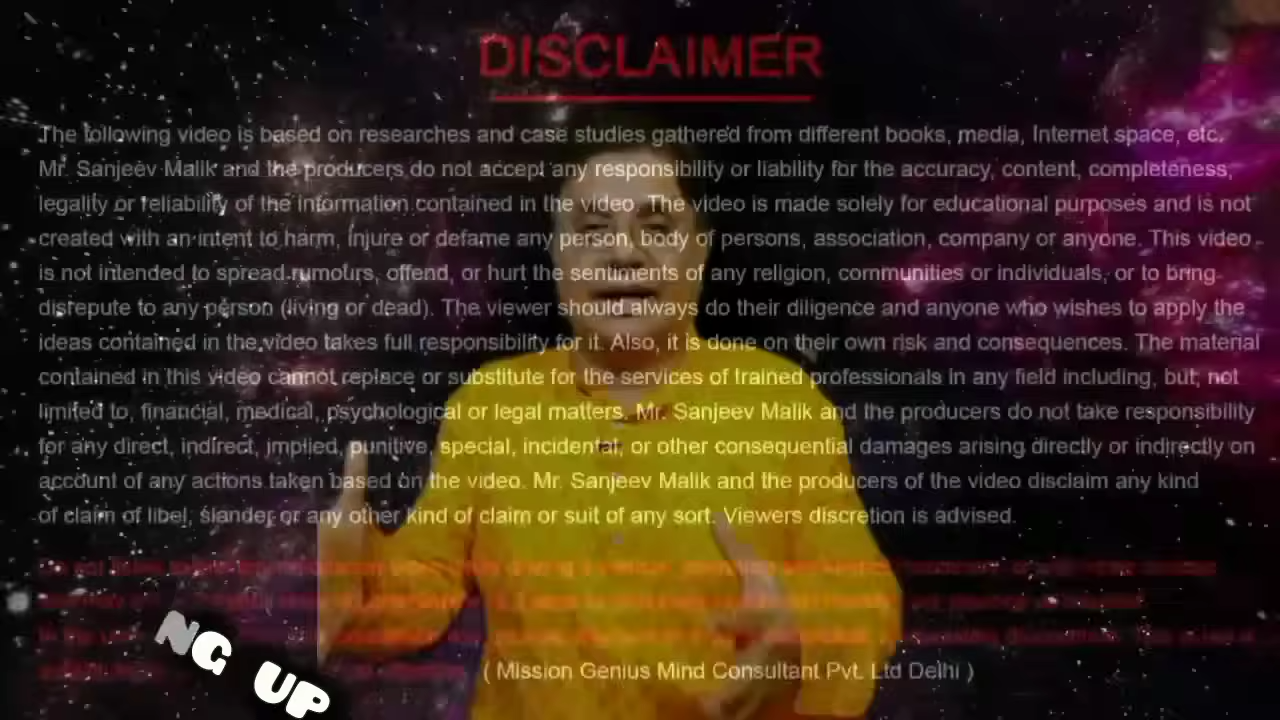 DISCLAIMER
The following video is based on researches and case studies gathered from different books, media, Internet space, etc.
Mr. Sanjeev Malik and the producers do not accept any responsibility or liability for the accuracy, content, completeness,
legality or reliability of the information contained in the video. The video is made solely for educational purposes and is not
created with an intent to harm, injure or defame any person, body of persons, association, company or anyone. This video
is not intended to spread rumours, offend, or hurt the sentiments of any religion, communities or individuals, or to bring
disrepute to any person (living or dead). The viewer should always do their diligence and anyone who wishes to apply the
ideas contained in the video takes full responsibility for it. Also, it is done on their own risk and consequences. The material
contained in this video cannot replace or substitute for the services of trained professionals in any field including, but, not
limited to, financial, medical, psychological or legal matters. Mr. Sanjeev Malik and the producers do not take responsibility
for any direct, indirect, implied, punitive, special, incidental, or other consequential damages arising directly or indirectly on
account of any actions taken based on the video. Mr. Sanjeev Malik and the producers of the video disclaim any kind
of claim of libel, slander or any other kind of claim or suit of any sort. Viewers discretion is advised.
NG UP
( Mission Genius Mind Consultant Pvt. Ltd Delhi )